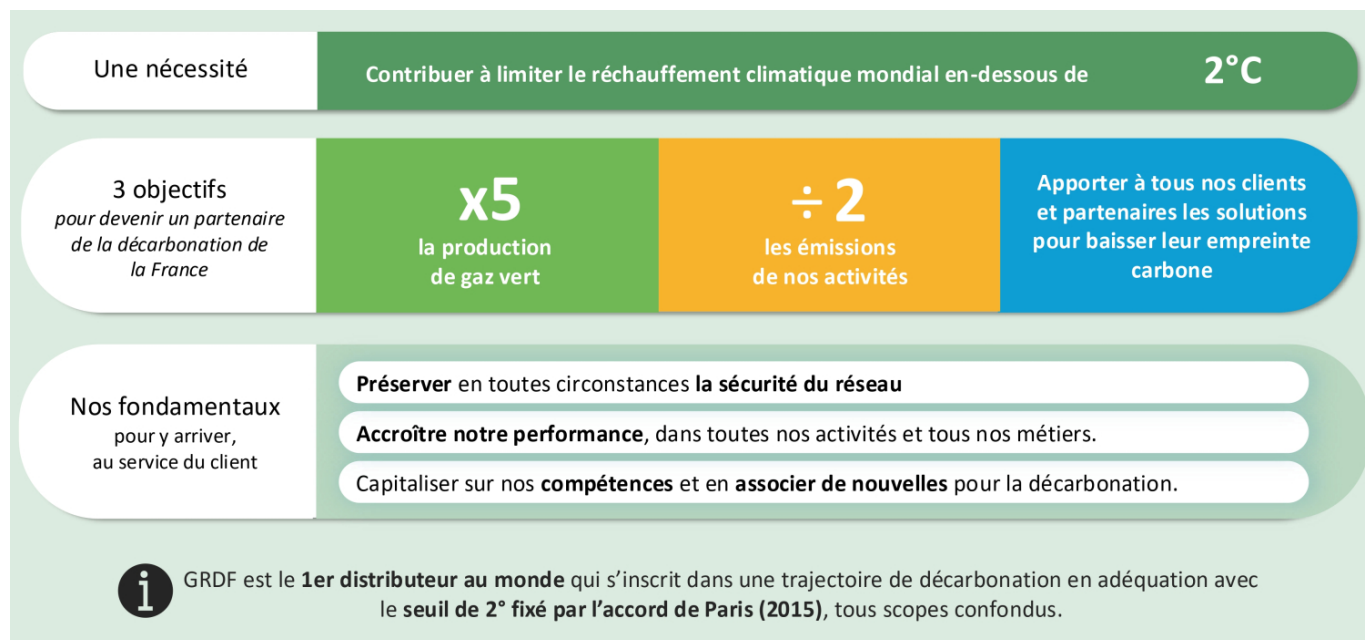 Une nécessité
Contribuer à limiter le réchauffement climatique mondial en-dessous de 2°C
3 objectifs
pour devenir un partenaire
de la décarbonation de
la France
x5
la production
de gaz vert
÷ 2
les émissions
de nos activités
Apporter à tous nos clients
et partenaires les solutions
pour baisser leur empreinte
carbone
Nos fondamentaux
pour y arriver,
au service du client
Préserver en toutes circonstances la sécurité du réseau
Accroître notre performance, dans toutes nos activités et tous nos métiers.
Capitaliser sur nos compétences et en associer de nouvelles pour la décarbonation.
i
GRDF est le 1er distributeur au monde qui s’inscrit dans une trajectoire de décarbonation en adéquation avec
le seuil de 2° fixé par l’accord de Paris (2015), tous scopes confondus.